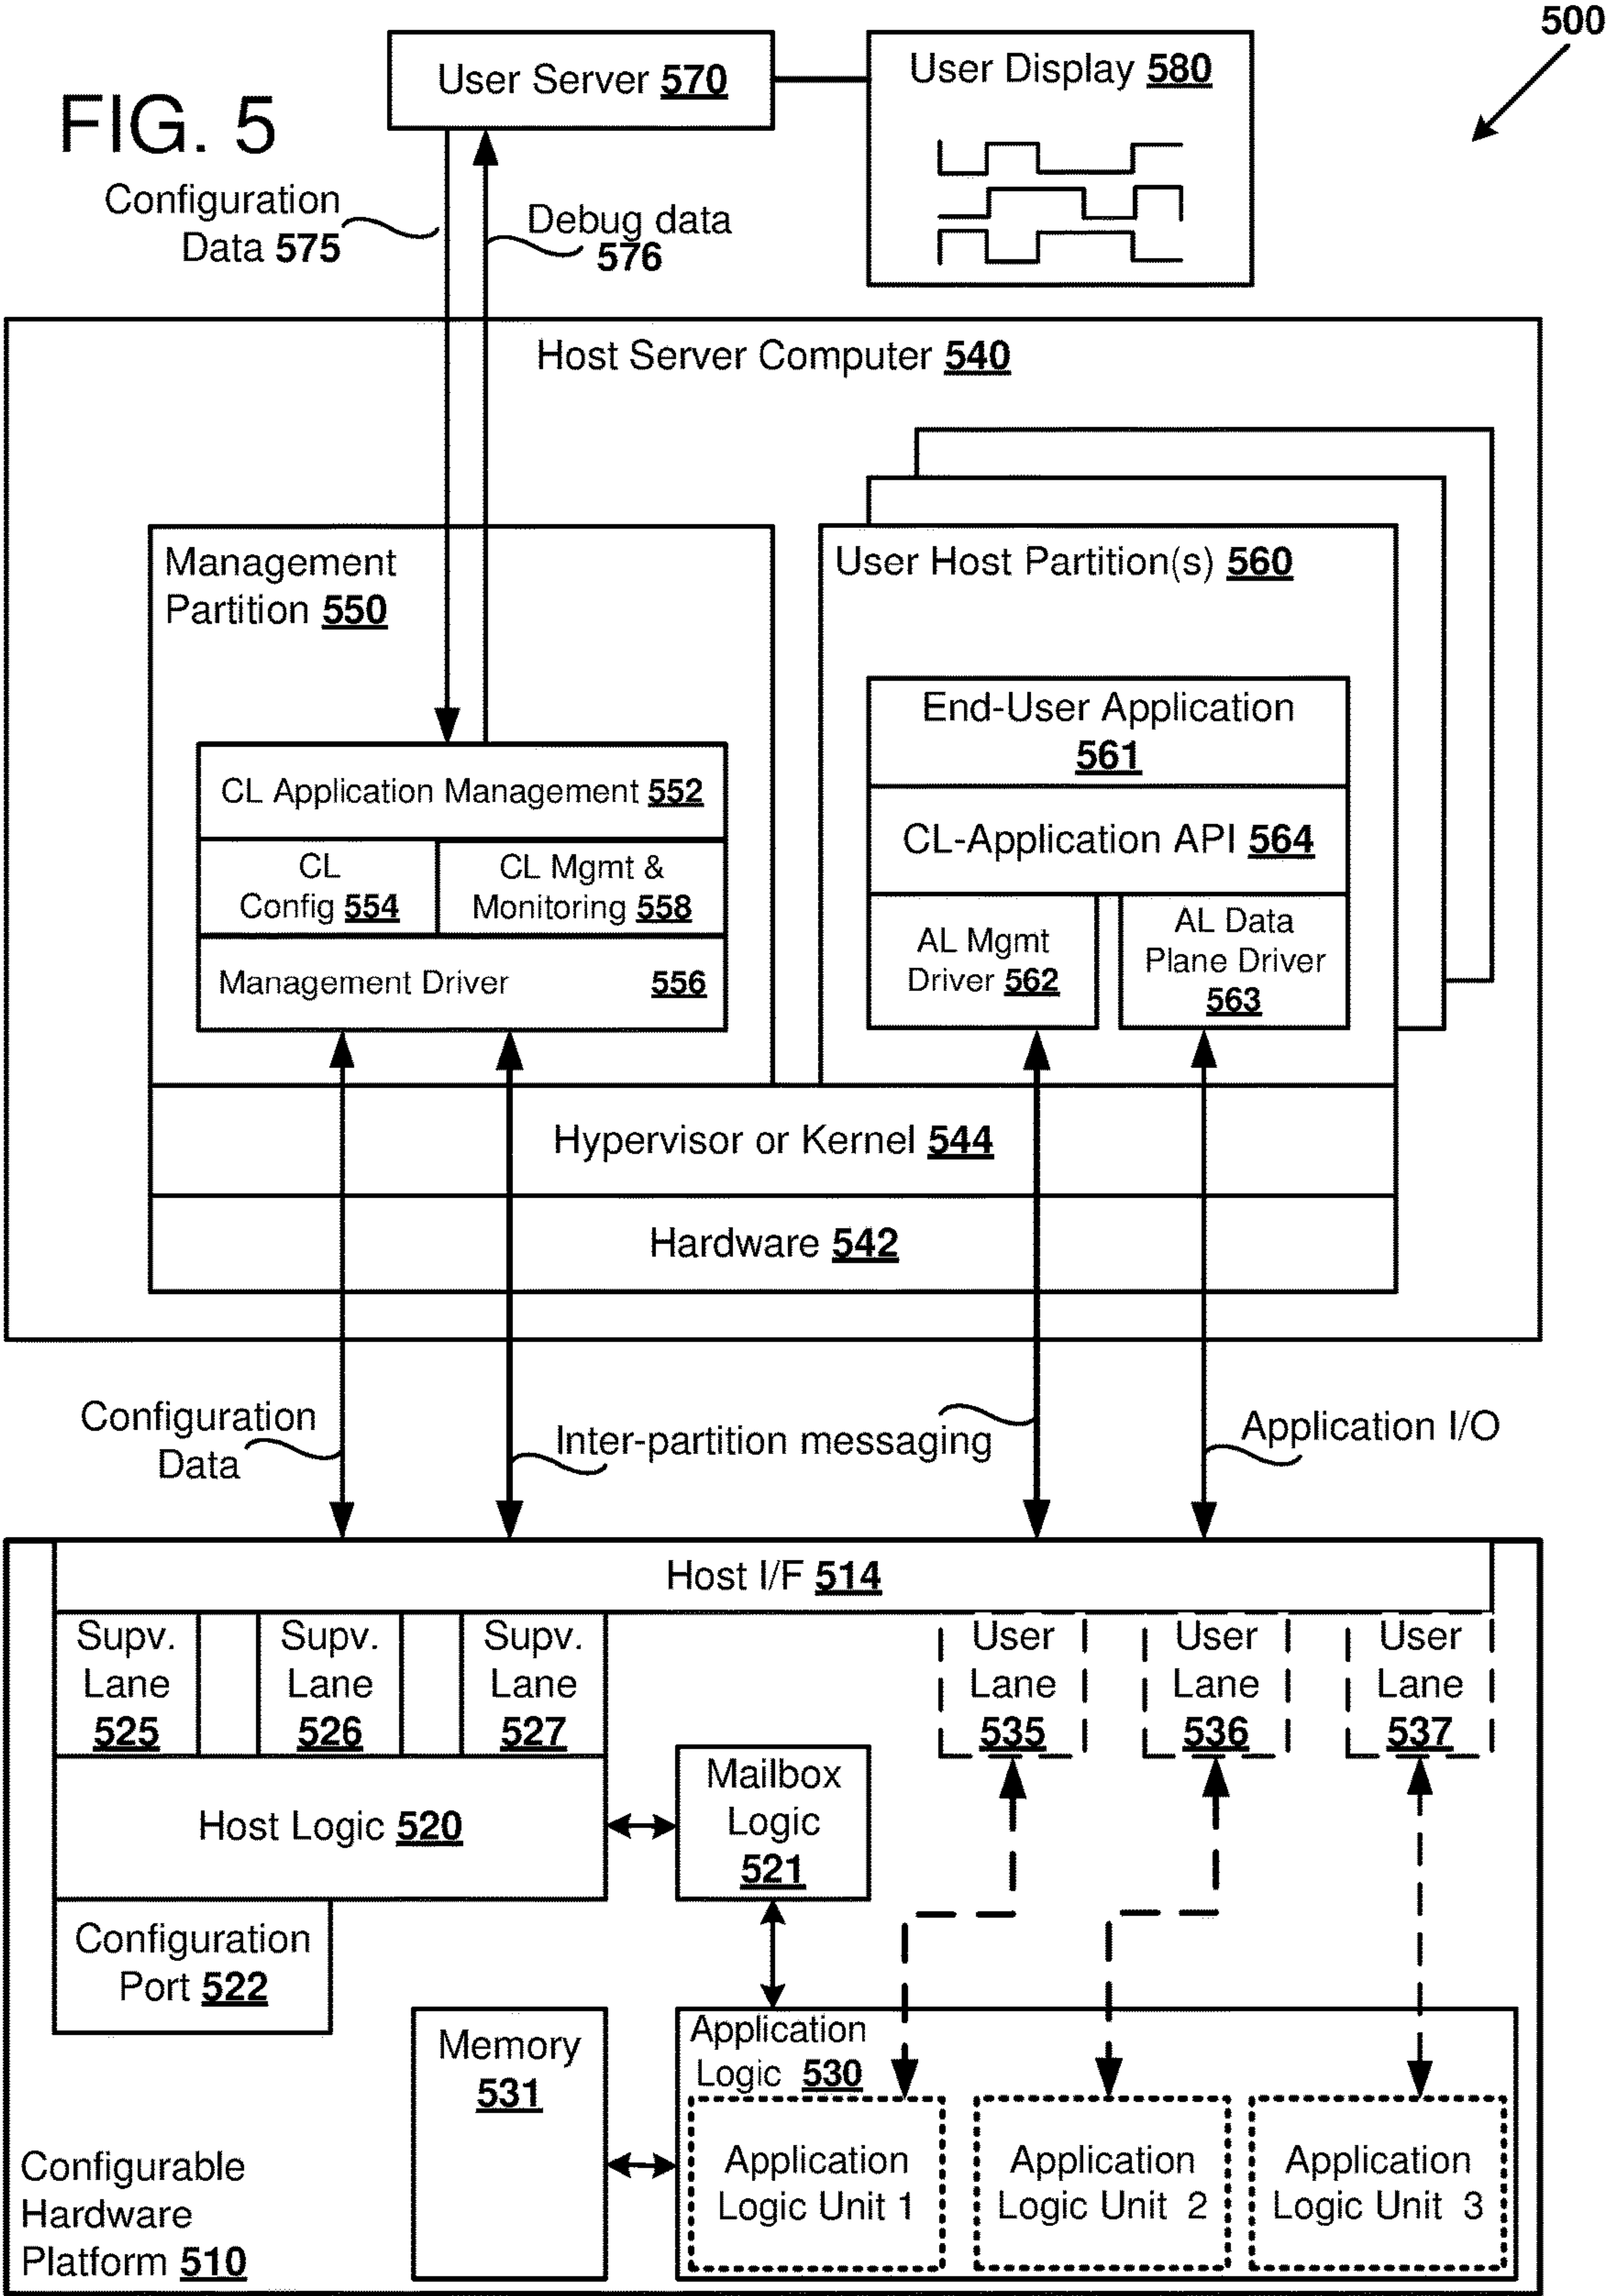 500
FIG. 5
User Server 570
User Display 580
Configuration
Data 575
Debug data
576
Host Server Computer 540
Management
Partition 550
User Host Partition(s) 560
End-User Application
561
CL Application Management 552
CL-Application API 564
CL
Config 554
CL Mgmt &
Monitoring 558
AL Mgmt
Driver 562
AL Data
Plane Driver
563
Management Driver 556
Hypervisor or Kernel 544
Hardware 542
Configuration
Data
Inter-partition messaging
Application I/O
Host I/F 514
Supv.
Lane
525
Supv.
Lane
526
Supv.
Lane
527
User
Lane
535
User
Lane
536
User
Lane
537
Host Logic 520
Mailbox
Logic
521
Configuration
Port 522
Memory
531
Application
Logic 530
Application
Logic Unit 1
Application
Logic Unit 2
Application
Logic Unit 3
Configurable
Hardware
Platform 510